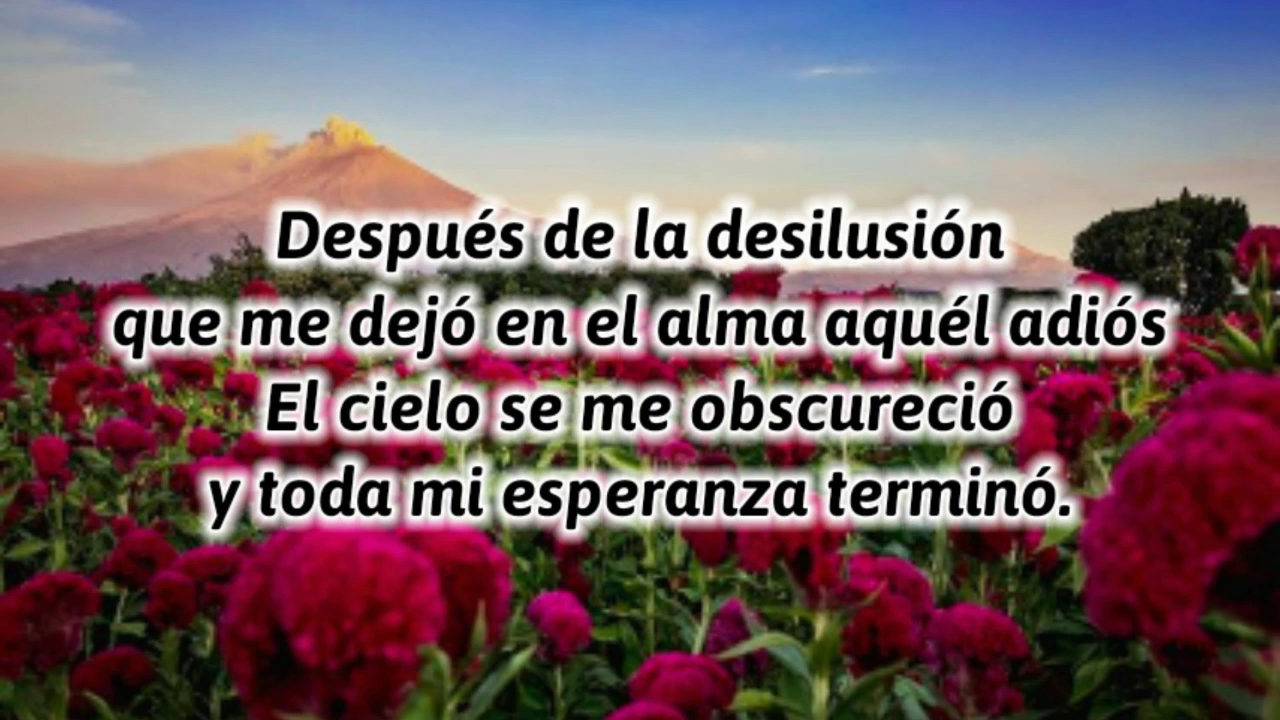 Después de la desilusión
que me dejó en el alma aquél adiós
El cielo se me obscureció
y toda mi esperanza terminó.